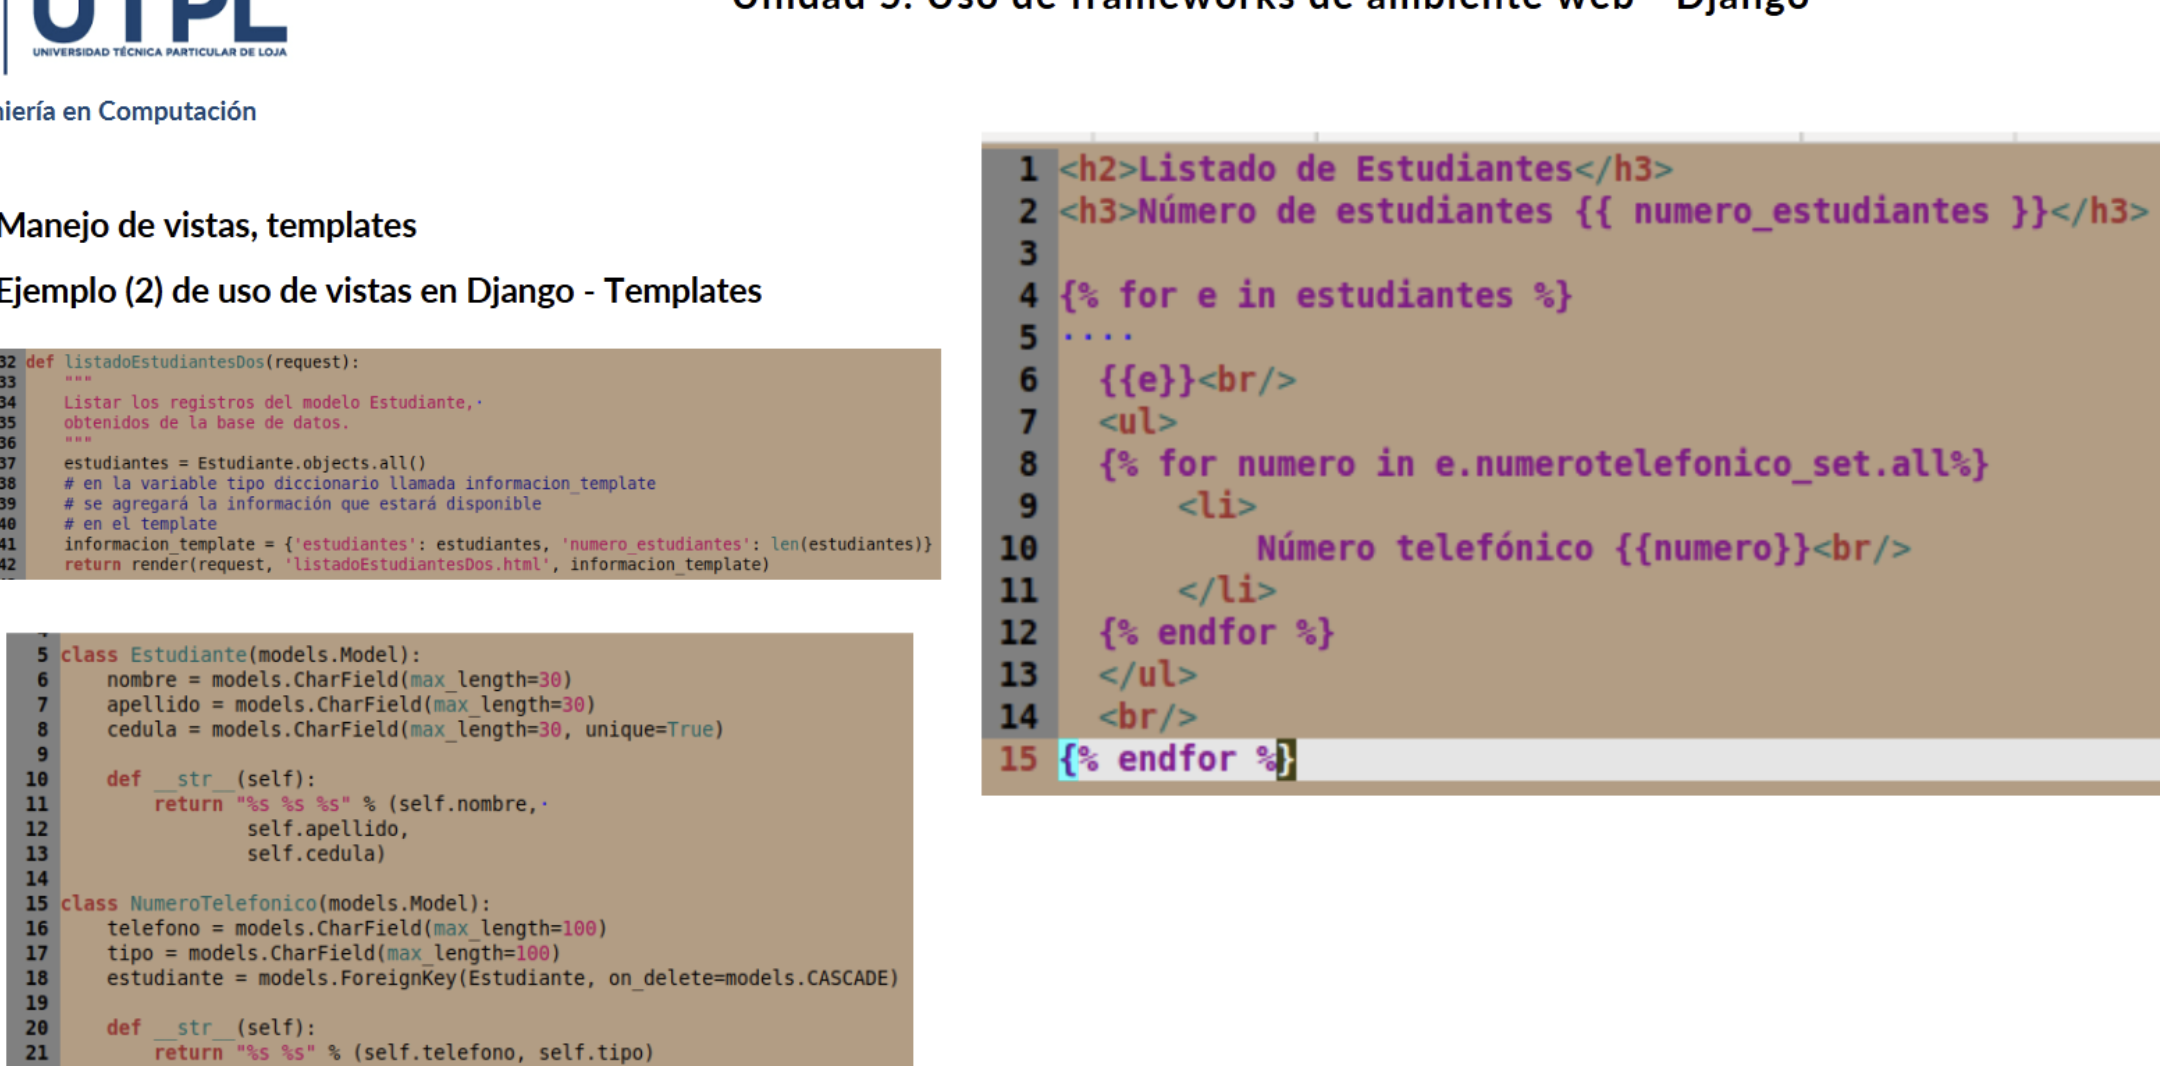 Unidad 5. Uso de frameworks de ambiente web - Django
UTPL
UNIVERSIDAD TÉCNICA PARTICULAR DE LOJA
niería en Computación
Manejo de vistas, templates
Ejemplo (2) de uso de vistas en Django - Templates
32 def listadoEstudiantesDos(request):
33     """
34     Listar los registros del modelo Estudiante,·
35     obtenidos de la base de datos.
36     """
37     estudiantes = Estudiante.objects.all()
38     # en la variable tipo diccionario llamada informacion_template
39     # se agregará la información que estará disponible
40     # en el template
41     informacion_template = {'estudiantes': estudiantes, 'numero_estudiantes': len(estudiantes)}
42     return render(request, 'listadoEstudiantesDos.html', informacion_template)
5 class Estudiante(models.Model):
6     nombre = models.CharField(max_length=30)
7     apellido = models.CharField(max_length=30)
8     cedula = models.CharField(max_length=30, unique=True)
9
10     def __str__(self):
11         return "%s %s %s" % (self.nombre,·
12                 self.apellido,
13                 self.cedula)
14
15 class NumeroTelefonico(models.Model):
16     telefono = models.CharField(max_length=100)
17     tipo = models.CharField(max_length=100)
18     estudiante = models.ForeignKey(Estudiante, on_delete=models.CASCADE)
19
20     def __str__(self):
21         return "%s %s" % (self.telefono, self.tipo)
1 <h2>Listado de Estudiantes</h3>
2 <h3>Número de estudiantes {{ numero_estudiantes }}</h3>
3
4 {% for e in estudiantes %}
5 ····
6   {{e}}<br/>
7   <ul>
8   {% for numero in e.numerotelefonico_set.all%}
9       <li>
10           Número telefónico {{numero}}<br/>
11       </li>
12   {% endfor %}
13   </ul>
14   <br/>
15 {% endfor %}